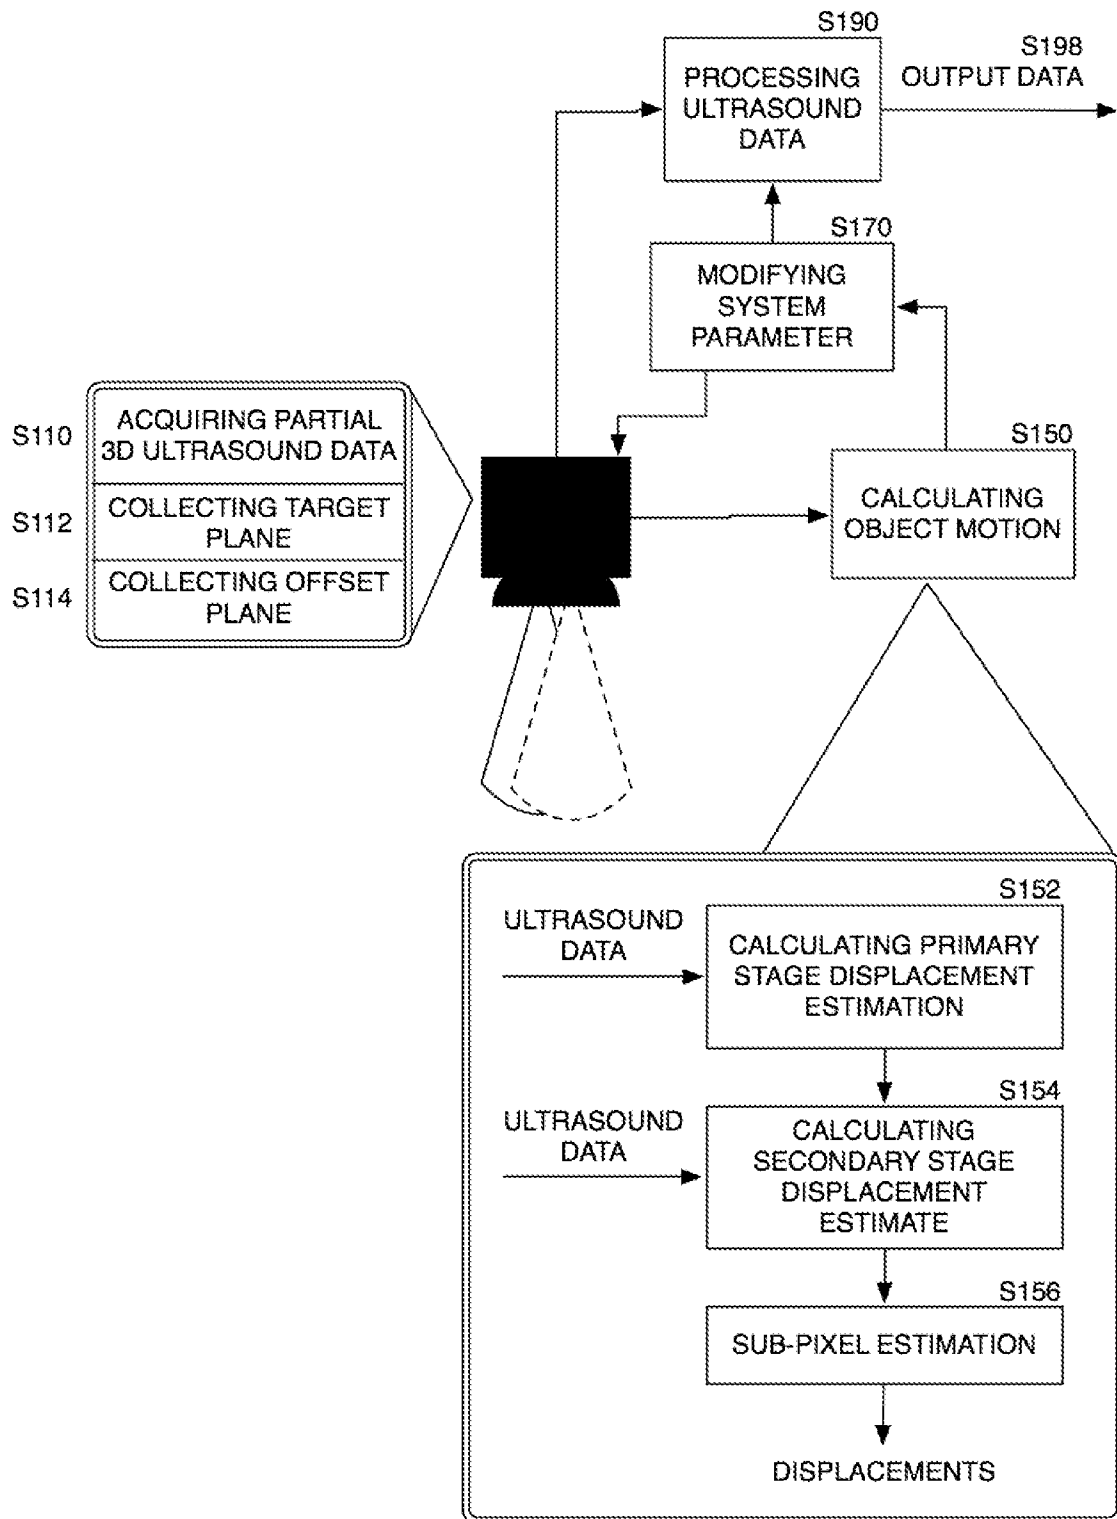 S190
PROCESSING
ULTRASOUND
DATA
S198
OUTPUT DATA
S170
MODIFYING
SYSTEM
PARAMETER
S110
ACQUIRING PARTIAL
3D ULTRASOUND DATA
S112
COLLECTING TARGET
PLANE
S114
COLLECTING OFFSET
PLANE
S150
CALCULATING
OBJECT MOTION
S152
ULTRASOUND
DATA
CALCULATING PRIMARY
STAGE DISPLACEMENT
ESTIMATION
S154
ULTRASOUND
DATA
CALCULATING
SECONDARY STAGE
DISPLACEMENT
ESTIMATE
S156
SUB-PIXEL ESTIMATION
DISPLACEMENTS